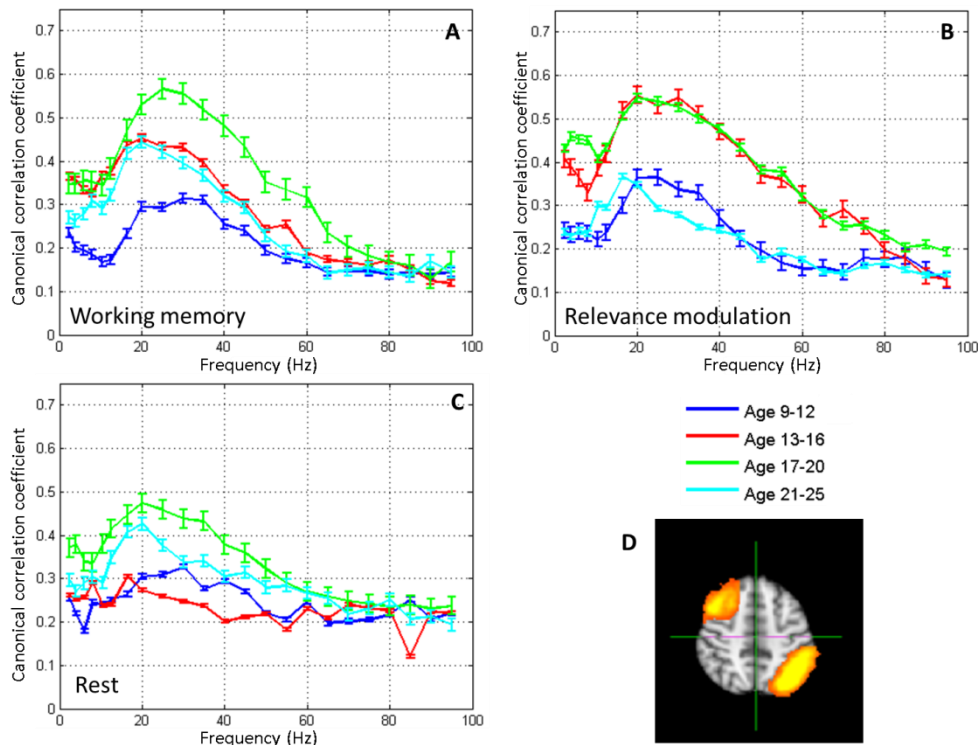 A
Canonical correlation coefficient
0.7
0.6
0.5
0.4
0.3
0.2
0.1
0
0 20 40 60 80 100
Working memory
Frequency (Hz)
B
Canonical correlation coefficient
0.7
0.6
0.5
0.4
0.3
0.2
0.1
0
0 20 40 60 80 100
Relevance modulation
Frequency (Hz)
C
Canonical correlation coefficient
0.7
0.6
0.5
0.4
0.3
0.2
0.1
0
0 20 40 60 80 100
Rest
Frequency (Hz)
Age 9-12
Age 13-16
Age 17-20
Age 21-25
D